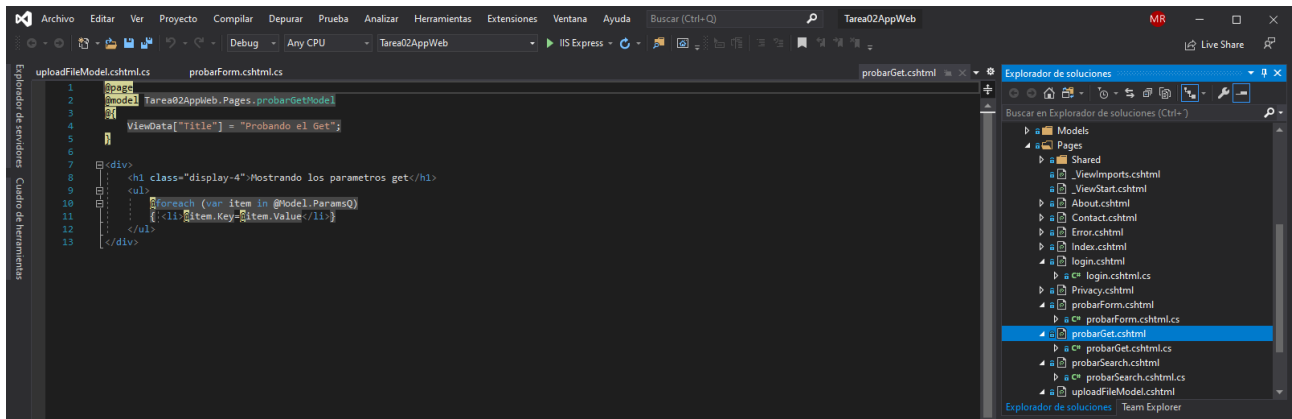 Archivo Editar Ver Proyecto Compilar Depurar Prueba Analizar Herramientas Extensiones Ventana Ayuda Buscar (Ctrl+Q) Tarea02AppWeb MR
Debug Any CPU Tarea02AppWeb IIS Express Live Share
Explorador de servidores
Cuadro de herramientas
uploadFileModel.cshtml.cs probarForm.cshtml.cs probarGet.cshtml
1 @page
2 @model Tarea02AppWeb.Pages.probarGetModel
3 @{
4 ViewData["Title"] = "Probando el Get";
5 }
6
7 <div>
8 <h1 class="display-4">Mostrando los parametros get</h1>
9 <ul>
10 @foreach (var item in @Model.ParamsQ)
11 { <li>@item.Key=@item.Value</li>}
12 </ul>
13 </div>
Explorador de soluciones
Buscar en Explorador de soluciones (Ctrl+¨)
Models
Pages
Shared
_ViewImports.cshtml
_ViewStart.cshtml
About.cshtml
Contact.cshtml
Error.cshtml
Index.cshtml
login.cshtml
C# login.cshtml.cs
Privacy.cshtml
probarForm.cshtml
C# probarForm.cshtml.cs
probarGet.cshtml
C# probarGet.cshtml.cs
probarSearch.cshtml
C# probarSearch.cshtml.cs
uploadFileModel.cshtml
Explorador de soluciones Team Explorer